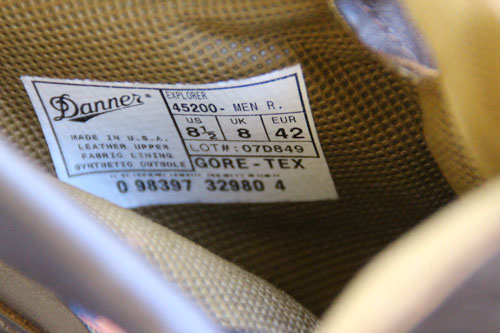 Danner
EXPLORER
45200- MEN R.
US UK EUR
8½ 8 42
LOT#: 07D849
MADE IN U.S.A.
LEATHER UPPER
FABRIC LINING
SYNTHETIC OUTSOLE
GORE-TEX
0 98397 32980 4